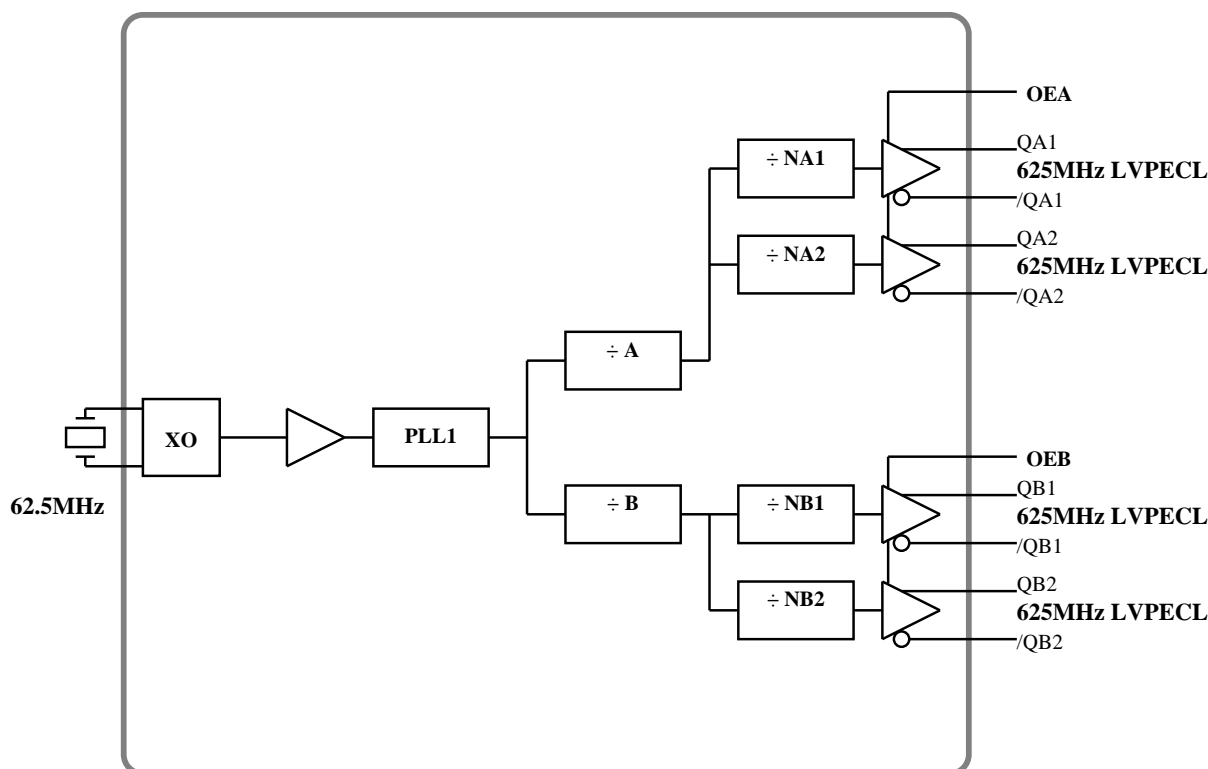 OEA
÷ NA1
QA1
625MHz LVPECL
/QA1
÷ NA2
QA2
625MHz LVPECL
/QA2
÷ A
XO
PLL1
62.5MHz
OEB
÷ B
÷ NB1
QB1
625MHz LVPECL
/QB1
÷ NB2
QB2
625MHz LVPECL
/QB2